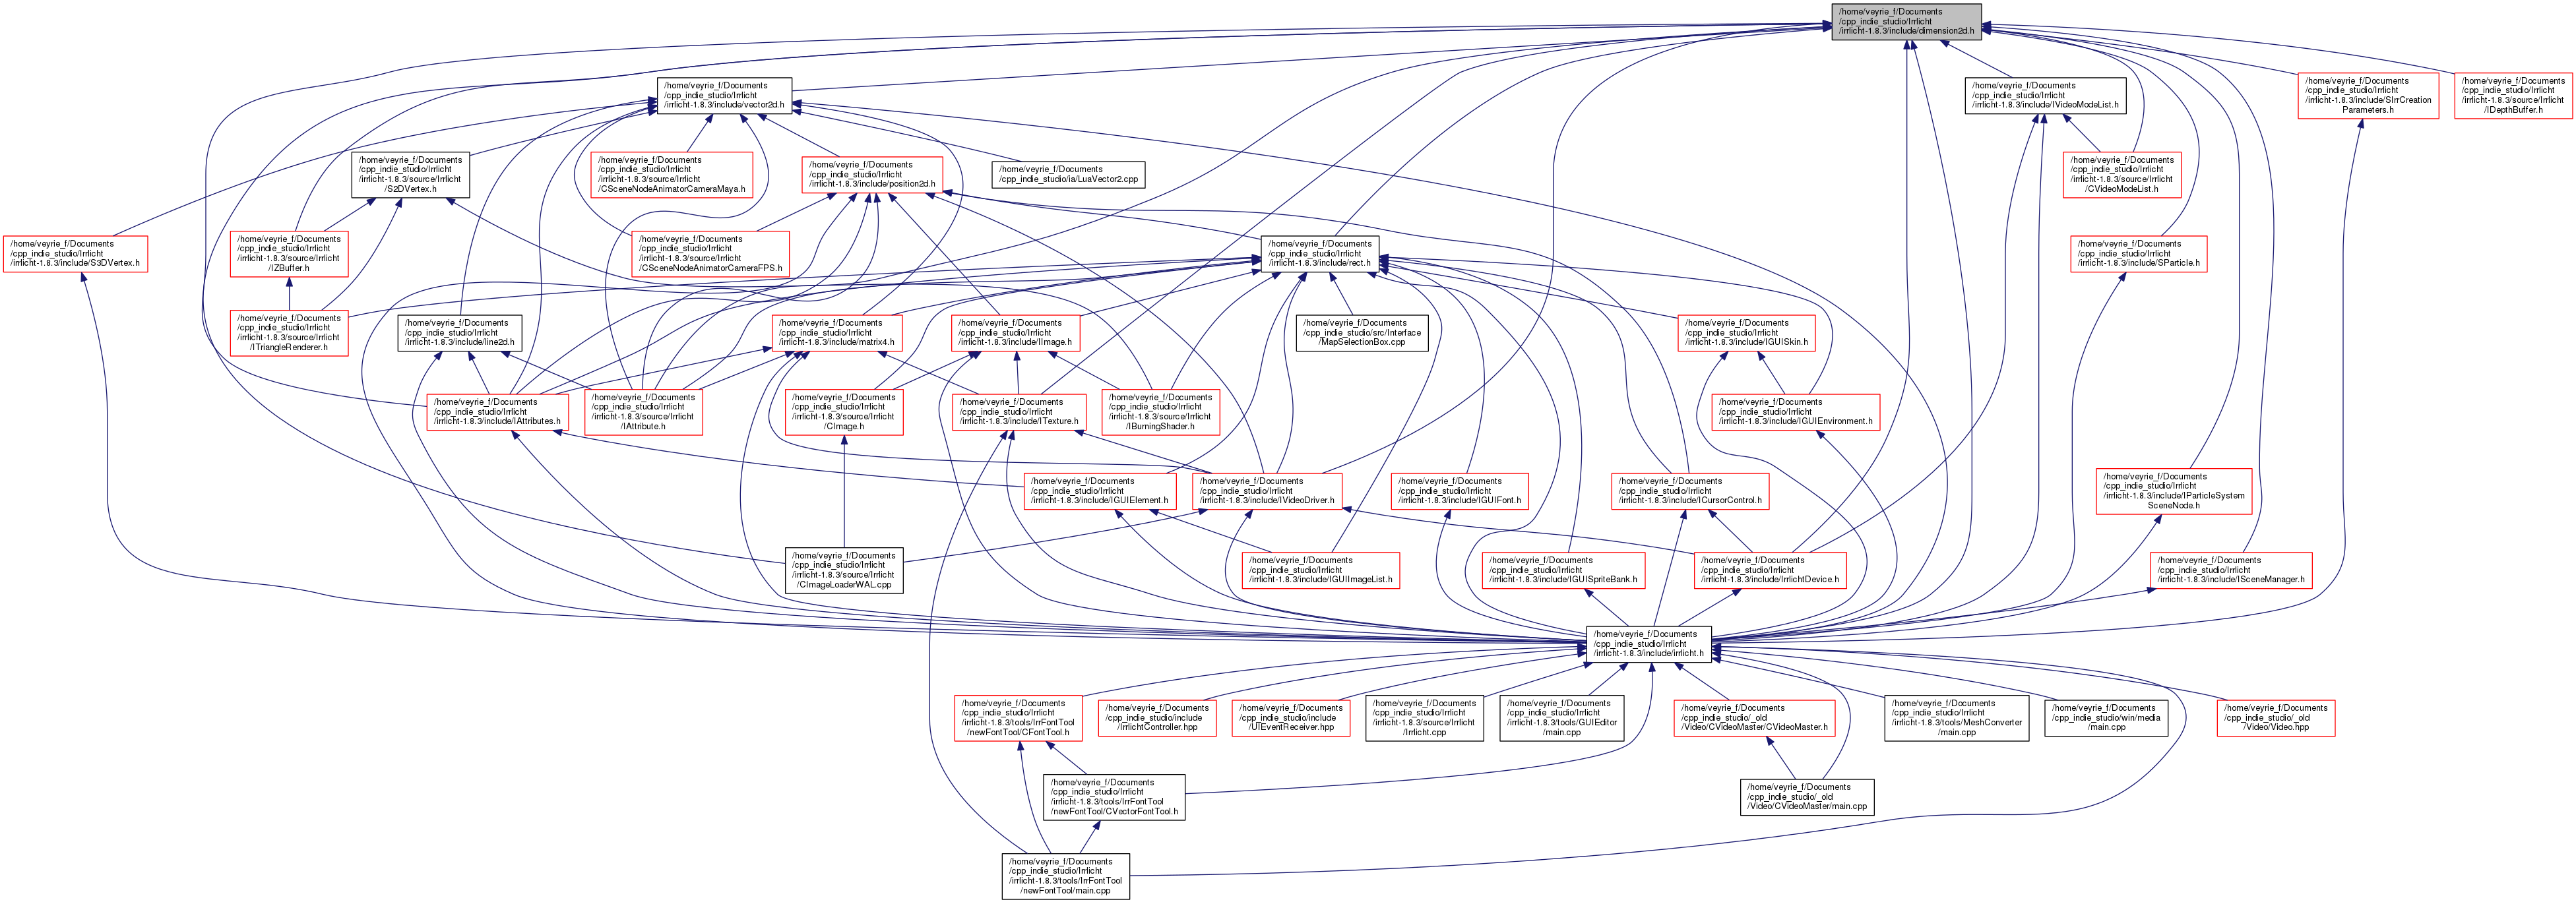 /home/veyrie_f/Documents
/cpp_indie_studio/Irrlicht
/irrlicht-1.8.3/include/dimension2d.h
/home/veyrie_f/Documents
/cpp_indie_studio/Irrlicht
/irrlicht-1.8.3/include/vector2d.h
/home/veyrie_f/Documents
/cpp_indie_studio/Irrlicht
/irrlicht-1.8.3/include/IVideoModeList.h
/home/veyrie_f/Documents
/cpp_indie_studio/Irrlicht
/irrlicht-1.8.3/include/SIrrCreation
Parameters.h
/home/veyrie_f/Documents
/cpp_indie_studio/Irrlicht
/irrlicht-1.8.3/source/Irrlicht
/IDepthBuffer.h
/home/veyrie_f/Documents
/cpp_indie_studio/Irrlicht
/irrlicht-1.8.3/source/Irrlicht
/S2DVertex.h
/home/veyrie_f/Documents
/cpp_indie_studio/Irrlicht
/irrlicht-1.8.3/source/Irrlicht
/CSceneNodeAnimatorCameraMaya.h
/home/veyrie_f/Documents
/cpp_indie_studio/Irrlicht
/irrlicht-1.8.3/include/position2d.h
/home/veyrie_f/Documents
/cpp_indie_studio/ia/LuaVector2.cpp
/home/veyrie_f/Documents
/cpp_indie_studio/Irrlicht
/irrlicht-1.8.3/source/Irrlicht
/CVideoModeList.h
/home/veyrie_f/Documents
/cpp_indie_studio/Irrlicht
/irrlicht-1.8.3/include/S3DVertex.h
/home/veyrie_f/Documents
/cpp_indie_studio/Irrlicht
/irrlicht-1.8.3/source/Irrlicht
/IZBuffer.h
/home/veyrie_f/Documents
/cpp_indie_studio/Irrlicht
/irrlicht-1.8.3/source/Irrlicht
/CSceneNodeAnimatorCameraFPS.h
/home/veyrie_f/Documents
/cpp_indie_studio/Irrlicht
/irrlicht-1.8.3/include/rect.h
/home/veyrie_f/Documents
/cpp_indie_studio/Irrlicht
/irrlicht-1.8.3/include/SParticle.h
/home/veyrie_f/Documents
/cpp_indie_studio/Irrlicht
/irrlicht-1.8.3/source/Irrlicht
/ITriangleRenderer.h
/home/veyrie_f/Documents
/cpp_indie_studio/Irrlicht
/irrlicht-1.8.3/include/line2d.h
/home/veyrie_f/Documents
/cpp_indie_studio/Irrlicht
/irrlicht-1.8.3/include/matrix4.h
/home/veyrie_f/Documents
/cpp_indie_studio/Irrlicht
/irrlicht-1.8.3/include/IImage.h
/home/veyrie_f/Documents
/cpp_indie_studio/src/Interface
/MapSelectionBox.cpp
/home/veyrie_f/Documents
/cpp_indie_studio/Irrlicht
/irrlicht-1.8.3/include/IGUISkin.h
/home/veyrie_f/Documents
/cpp_indie_studio/Irrlicht
/irrlicht-1.8.3/include/IAttributes.h
/home/veyrie_f/Documents
/cpp_indie_studio/Irrlicht
/irrlicht-1.8.3/source/Irrlicht
/IAttribute.h
/home/veyrie_f/Documents
/cpp_indie_studio/Irrlicht
/irrlicht-1.8.3/source/Irrlicht
/CImage.h
/home/veyrie_f/Documents
/cpp_indie_studio/Irrlicht
/irrlicht-1.8.3/include/ITexture.h
/home/veyrie_f/Documents
/cpp_indie_studio/Irrlicht
/irrlicht-1.8.3/source/Irrlicht
/IBurningShader.h
/home/veyrie_f/Documents
/cpp_indie_studio/Irrlicht
/irrlicht-1.8.3/include/IGUIEnvironment.h
/home/veyrie_f/Documents
/cpp_indie_studio/Irrlicht
/irrlicht-1.8.3/include/IGUIElement.h
/home/veyrie_f/Documents
/cpp_indie_studio/Irrlicht
/irrlicht-1.8.3/include/IVideoDriver.h
/home/veyrie_f/Documents
/cpp_indie_studio/Irrlicht
/irrlicht-1.8.3/include/IGUIFont.h
/home/veyrie_f/Documents
/cpp_indie_studio/Irrlicht
/irrlicht-1.8.3/include/ICursorControl.h
/home/veyrie_f/Documents
/cpp_indie_studio/Irrlicht
/irrlicht-1.8.3/include/IParticleSystem
SceneNode.h
/home/veyrie_f/Documents
/cpp_indie_studio/Irrlicht
/irrlicht-1.8.3/source/Irrlicht
/CImageLoaderWAL.cpp
/home/veyrie_f/Documents
/cpp_indie_studio/Irrlicht
/irrlicht-1.8.3/include/IGUIImageList.h
/home/veyrie_f/Documents
/cpp_indie_studio/Irrlicht
/irrlicht-1.8.3/include/IGUISpriteBank.h
/home/veyrie_f/Documents
/cpp_indie_studio/Irrlicht
/irrlicht-1.8.3/include/IrrlichtDevice.h
/home/veyrie_f/Documents
/cpp_indie_studio/Irrlicht
/irrlicht-1.8.3/include/ISceneManager.h
/home/veyrie_f/Documents
/cpp_indie_studio/Irrlicht
/irrlicht-1.8.3/include/irrlicht.h
/home/veyrie_f/Documents
/cpp_indie_studio/Irrlicht
/irrlicht-1.8.3/tools/IrrFontTool
/newFontTool/CFontTool.h
/home/veyrie_f/Documents
/cpp_indie_studio/include
/IrrlichtController.hpp
/home/veyrie_f/Documents
/cpp_indie_studio/include
/UIEventReceiver.hpp
/home/veyrie_f/Documents
/cpp_indie_studio/Irrlicht
/irrlicht-1.8.3/source/Irrlicht
/Irrlicht.cpp
/home/veyrie_f/Documents
/cpp_indie_studio/Irrlicht
/irrlicht-1.8.3/tools/GUIEditor
/main.cpp
/home/veyrie_f/Documents
/cpp_indie_studio/_old
/Video/CVideoMaster/CVideoMaster.h
/home/veyrie_f/Documents
/cpp_indie_studio/Irrlicht
/irrlicht-1.8.3/tools/MeshConverter
/main.cpp
/home/veyrie_f/Documents
/cpp_indie_studio/win/media
/main.cpp
/home/veyrie_f/Documents
/cpp_indie_studio/_old
/Video/Video.hpp
/home/veyrie_f/Documents
/cpp_indie_studio/Irrlicht
/irrlicht-1.8.3/tools/IrrFontTool
/newFontTool/CVectorFontTool.h
/home/veyrie_f/Documents
/cpp_indie_studio/_old
/Video/CVideoMaster/main.cpp
/home/veyrie_f/Documents
/cpp_indie_studio/Irrlicht
/irrlicht-1.8.3/tools/IrrFontTool
/newFontTool/main.cpp